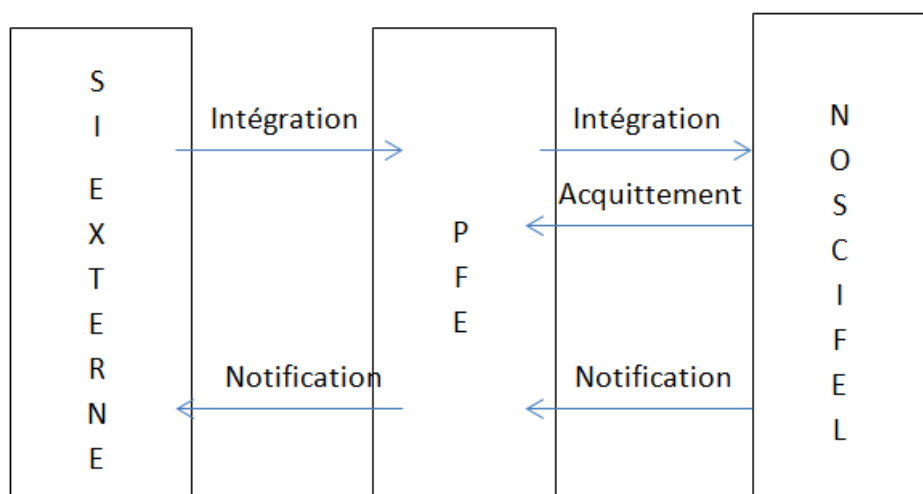 SI EXTERNE
Intégration
PFE
Intégration
Acquittement
Notification
Notification
NOSCIFEL